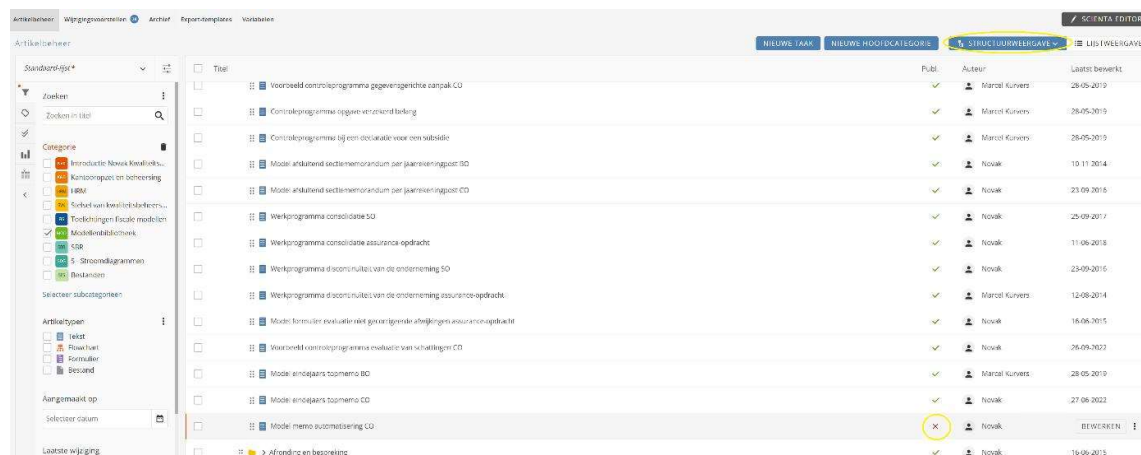 Artikelbeheer Wijzigingsvoorstellen Archief Export-templates Variabelen
SCIENTA EDITOR
Artikelbeheer
NIEUWE TAAK NIEUWE HOOFDCATEGORIE STRUCTUURWEERGAVE LIJSTWEERGAVE
Standaard-lijst*
Titel Publ. Auteur Laatst bewerkt
Zoeken
Zoeken in titel
Categorie
Introductie Novak Kwaliteits...
Kantooropzet en beheersing
HRM
Stelsel van kwaliteitsbeheers...
Toelichtingen fiscale modellen
Modellenbibliotheek
SBR
5 - Stroomdiagrammen
Bestanden
Selecteer subcategorieën
Artikeltypen
Tekst
Flowchart
Formulier
Bestand
Aangemaakt op
Selecteer datum
Laatste wijziging
Voorbeeld controleprogramma gegevensgerichte aanpak CO Marcel Kurvers 28-05-2019
Controleprogramma opgave verzekerd belang Marcel Kurvers 28-05-2019
Controleprogramma bij een declaratie voor een subsidie Marcel Kurvers 28-05-2019
Model afsluitend sectiememorandum per jaarrekeningpost BO Novak 10-11-2014
Model afsluitend sectiememorandum per jaarrekeningpost CO Novak 23-09-2016
Werkprogramma consolidatie SO Novak 25-09-2017
Werkprogramma consolidatie assurance-opdracht Novak 11-06-2018
Werkprogramma discontinuïteit van de onderneming SO Novak 23-09-2016
Werkprogramma discontinuïteit van de onderneming assurance-opdracht Marcel Kurvers 12-08-2014
Model formulier evaluatie niet gecorrigeerde afwijkingen assurance-opdracht Novak 16-06-2015
Voorbeeld controleprogramma evaluatie van schattingen CO Novak 26-09-2022
Model eindejaars topmemo BO Marcel Kurvers 28-05-2019
Model eindejaars topmemo CO Novak 27-06-2022
Model memo automatisering CO Novak BEWERKEN
Afronding en bespreking Novak 16-06-2015